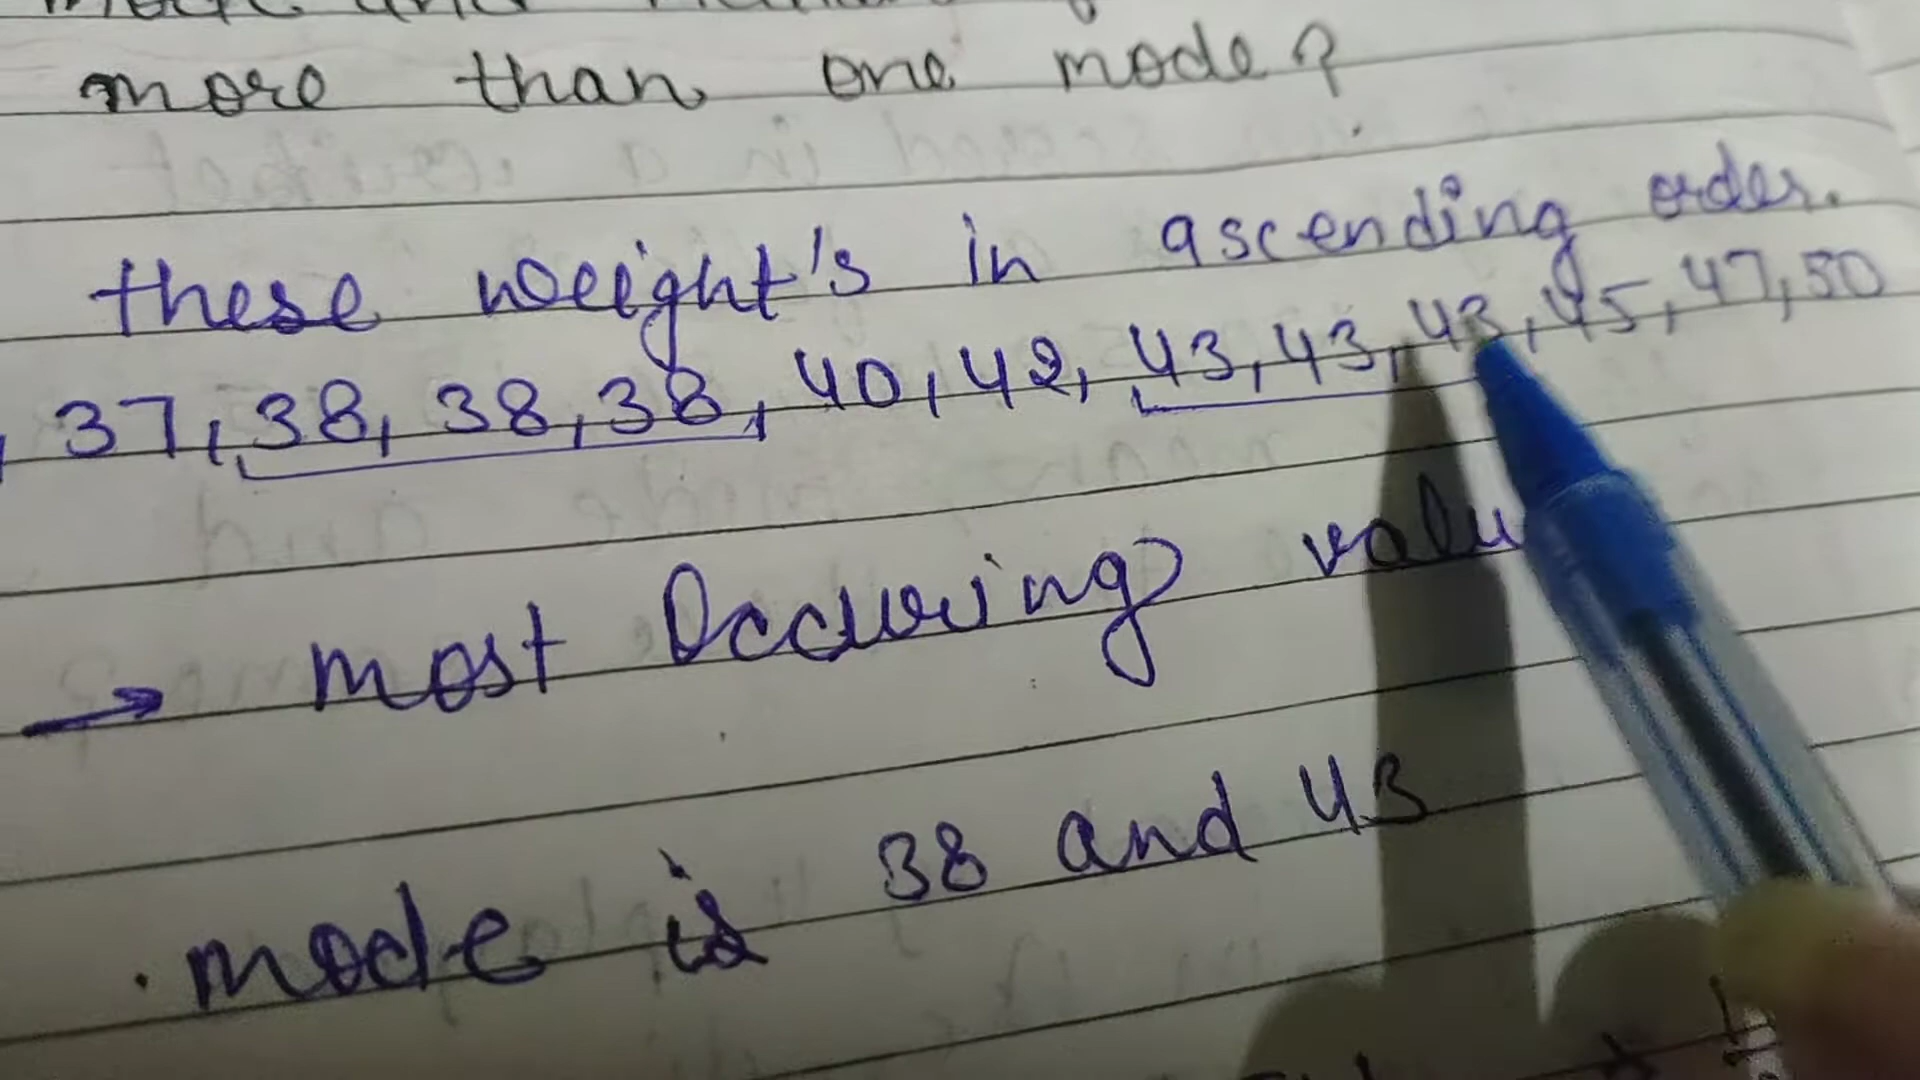 more than one mode?
these weight's in ascending order.
, 37, 38, 38, 38, 40, 42, 43, 43, 43, 45, 47, 50
→ most Occuring valu
. mode is 38 and 43